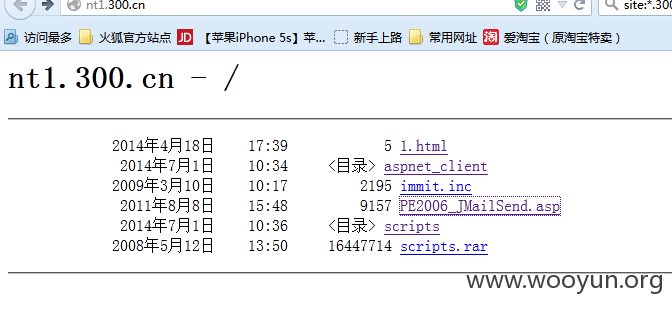 nt1.300.cn
site:*.300
访问最多 火狐官方站点 JD 【苹果iPhone 5s】苹... 新手上路 常用网址 淘 爱淘宝（原淘宝特卖）
nt1.300.cn - /
2014年4月18日 17:39 5 1.html
2014年7月1日 10:34 <目录> aspnet_client
2009年3月10日 10:17 2195 immit.inc
2011年8月8日 15:48 9157 PE2006_JMailSend.asp
2014年7月1日 10:36 <目录> scripts
2008年5月12日 13:50 16447714 scripts.rar
www.wooyun.org